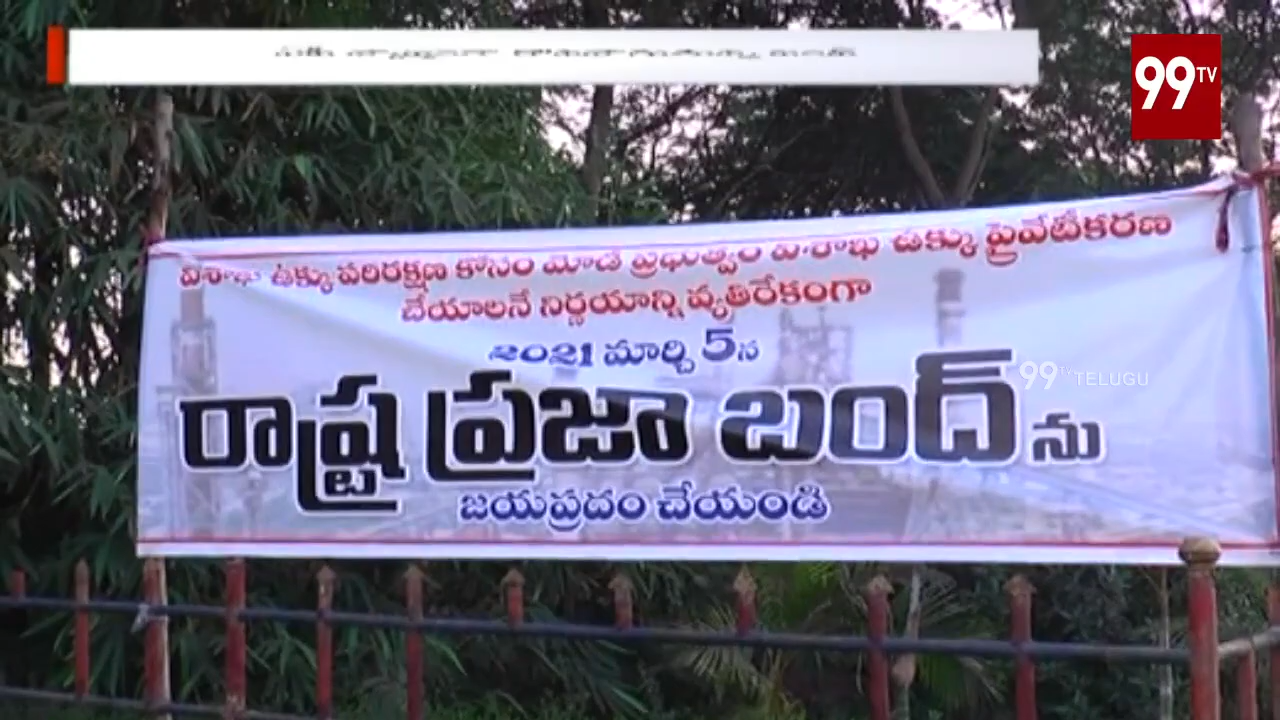 99TV
విశాఖ ఉక్కు పరిరక్షణ కోసం మోడీ ప్రభుత్వం విశాఖ ఉక్కు ప్రైవేటీకరణ
చేయాలనే నిర్ణయాన్ని వ్యతిరేకంగా
2021 మార్చి 5న
రాష్ట్ర ప్రజా బంద్ ను
99TV TELUGU
జయప్రదం చేయండి